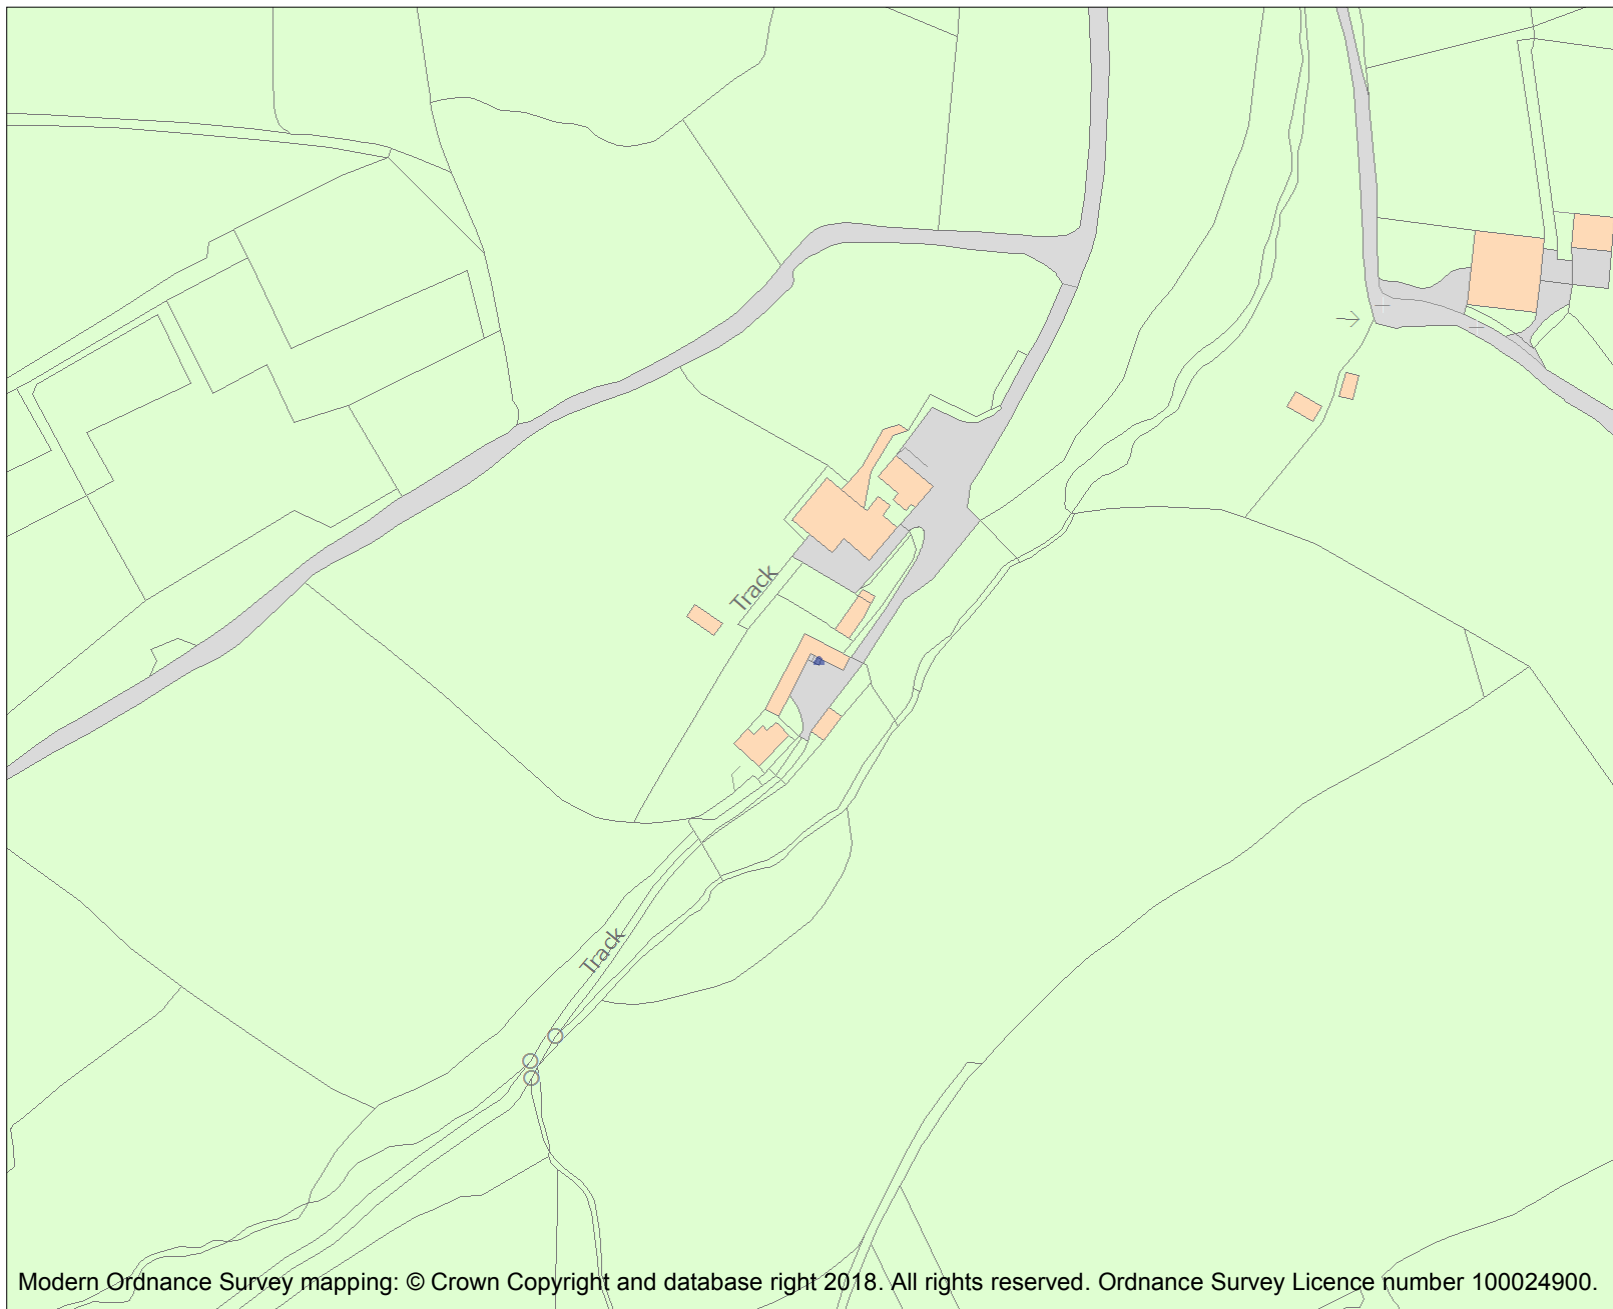 Track
Track
Modern Ordnance Survey mapping: © Crown Copyright and database right 2018. All rights reserved. Ordnance Survey Licence number 100024900.